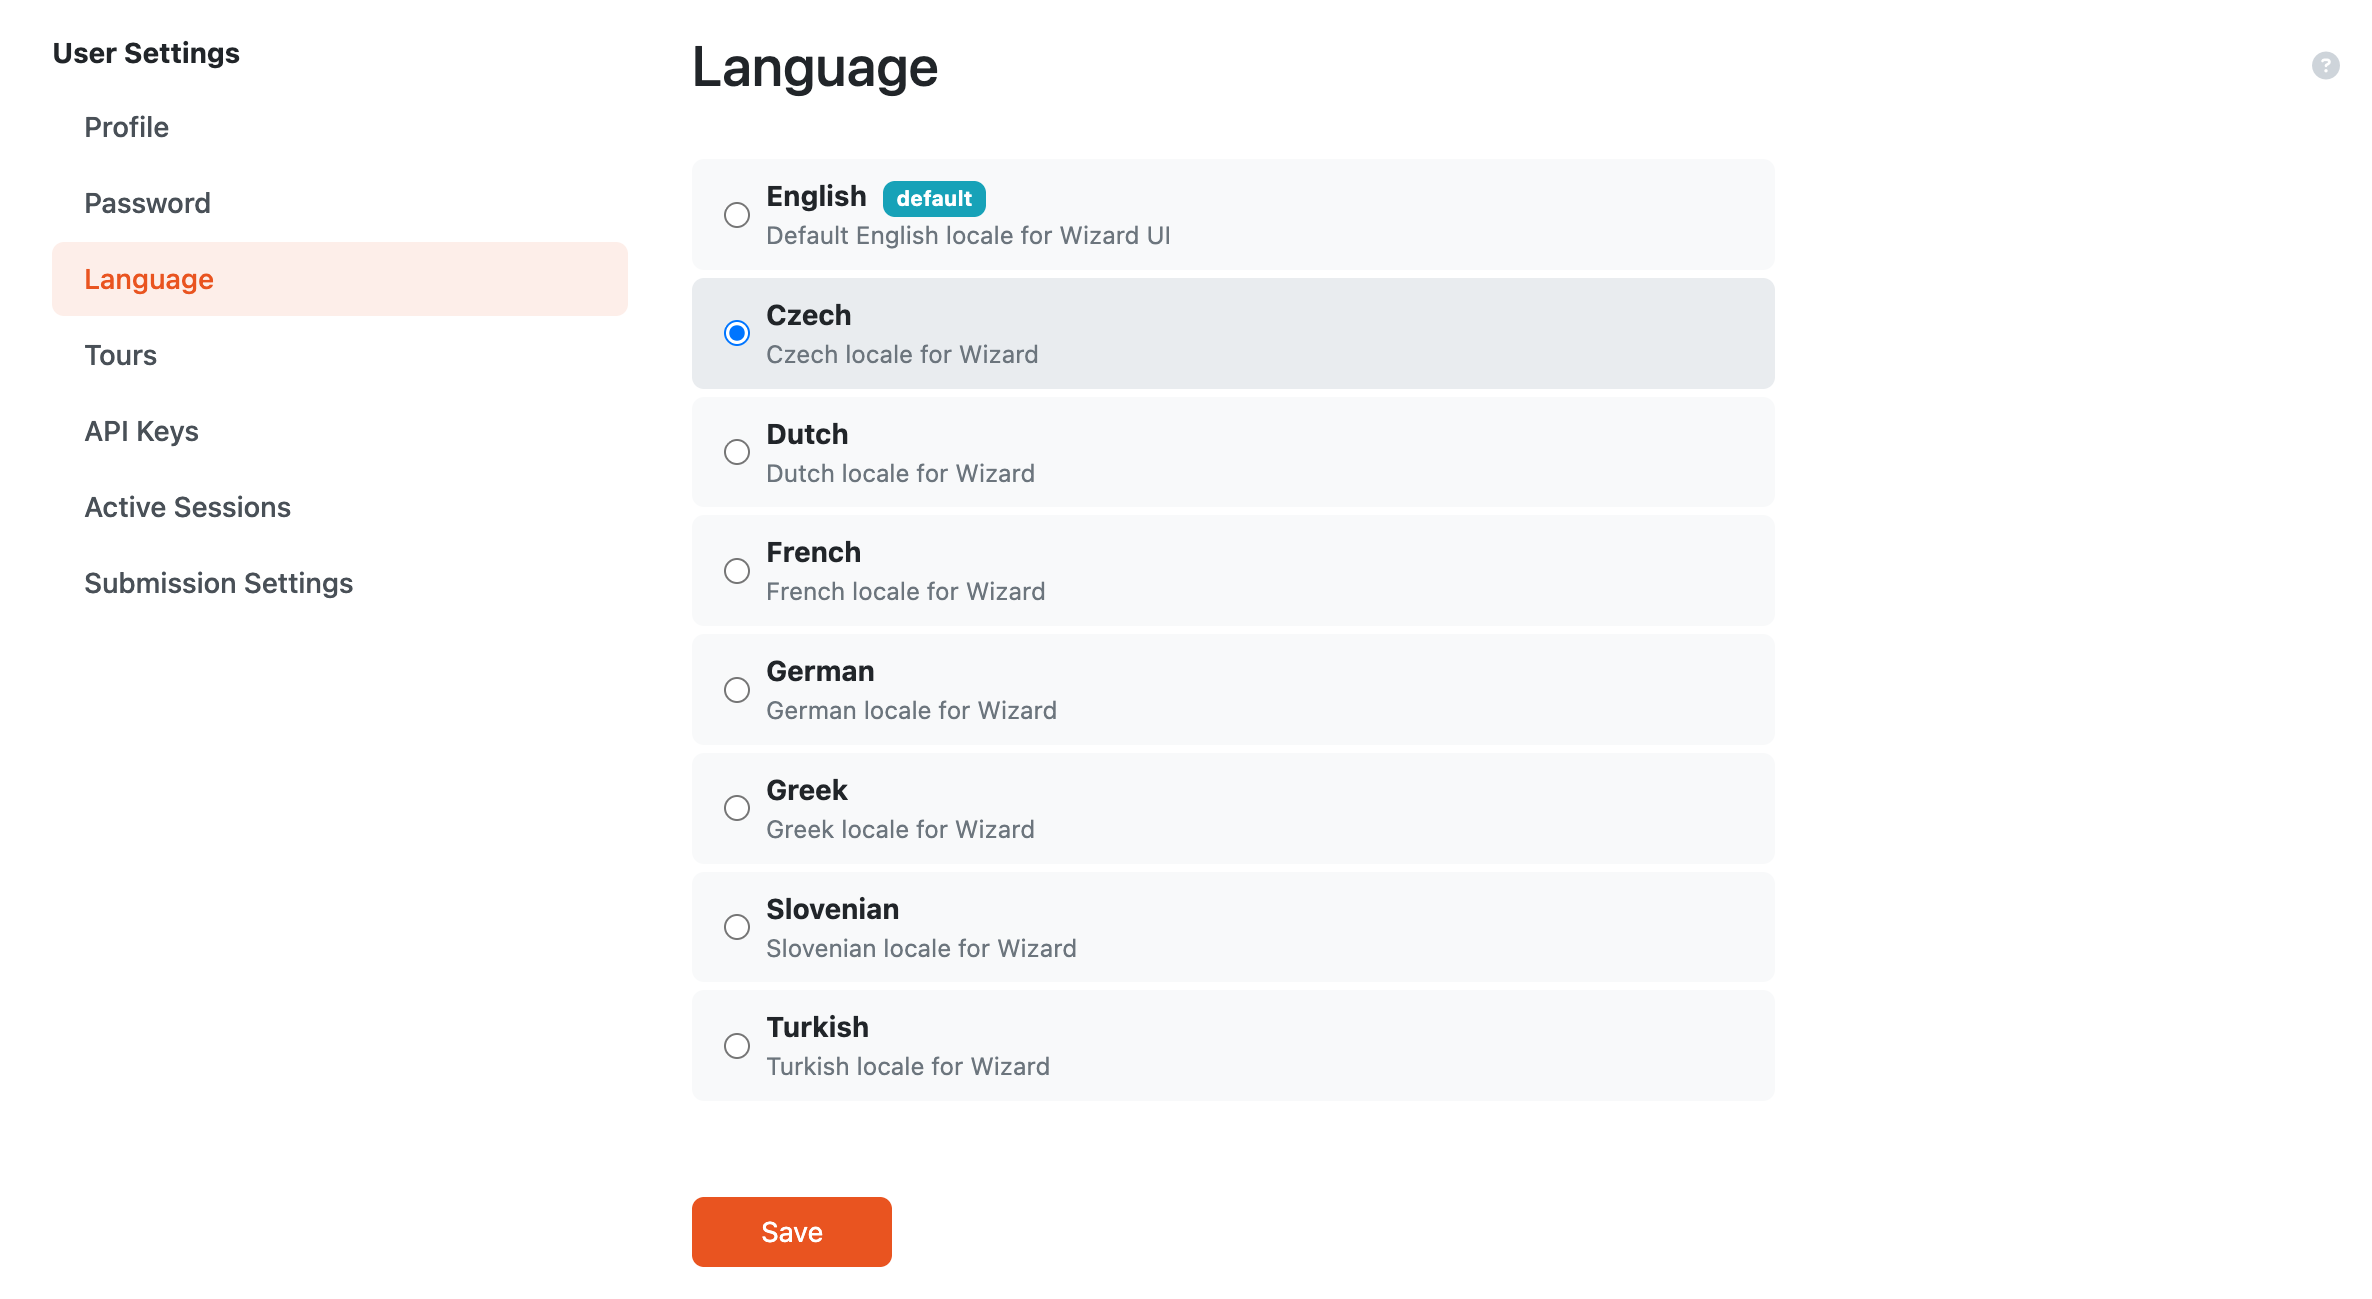 User Settings
Profile
Password
Language
Tours
API Keys
Active Sessions
Submission Settings
Language
?
English default
Default English locale for Wizard UI
Czech
Czech locale for Wizard
Dutch
Dutch locale for Wizard
French
French locale for Wizard
German
German locale for Wizard
Greek
Greek locale for Wizard
Slovenian
Slovenian locale for Wizard
Turkish
Turkish locale for Wizard
Save